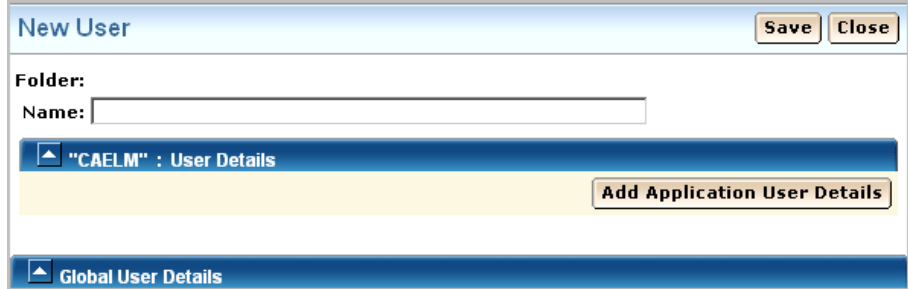 New User Save Close
Folder:
Name:
"CAELM" : User Details
Add Application User Details
Global User Details